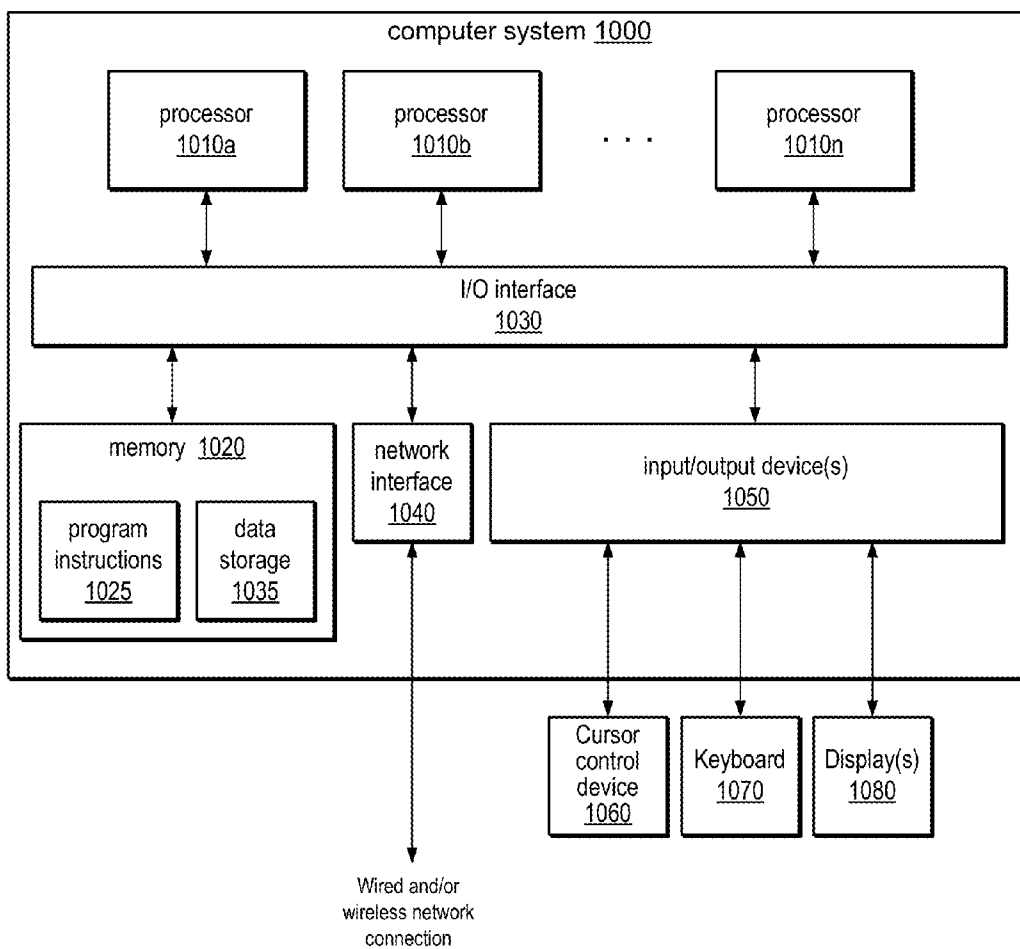 computer system 1000
processor
1010a
processor
1010b
. . .
processor
1010n
I/O interface
1030
memory 1020
program
instructions
1025
data
storage
1035
network
interface
1040
input/output device(s)
1050
Cursor
control
device
1060
Keyboard
1070
Display(s)
1080
Wired and/or
wireless network
connection